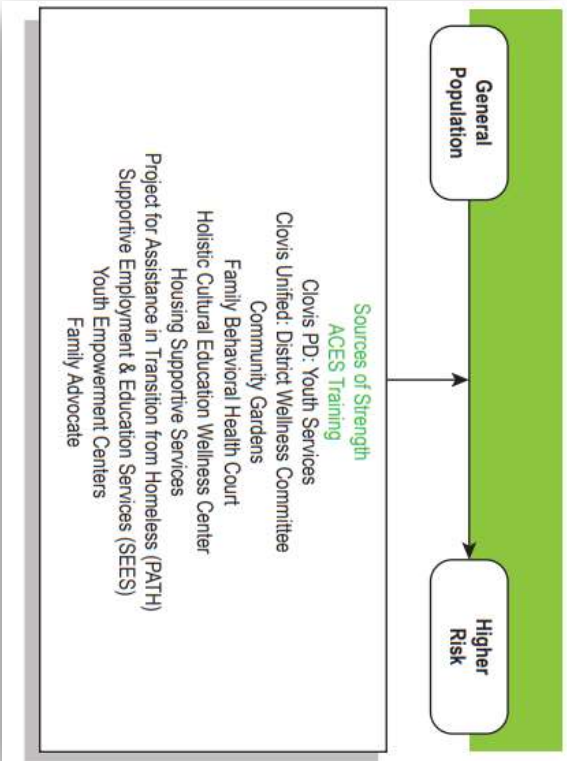 General
Population
Higher
Risk
Sources of Strength
ACES Training
Clovis PD: Youth Services
Clovis Unified: District Wellness Committee
Community Gardens
Family Behavioral Health Court
Holistic Cultural Education Wellness Center
Housing Supportive Services
Project for Assistance in Transition from Homeless (PATH)
Supportive Employment & Education Services (SEES)
Youth Empowerment Centers
Family Advocate